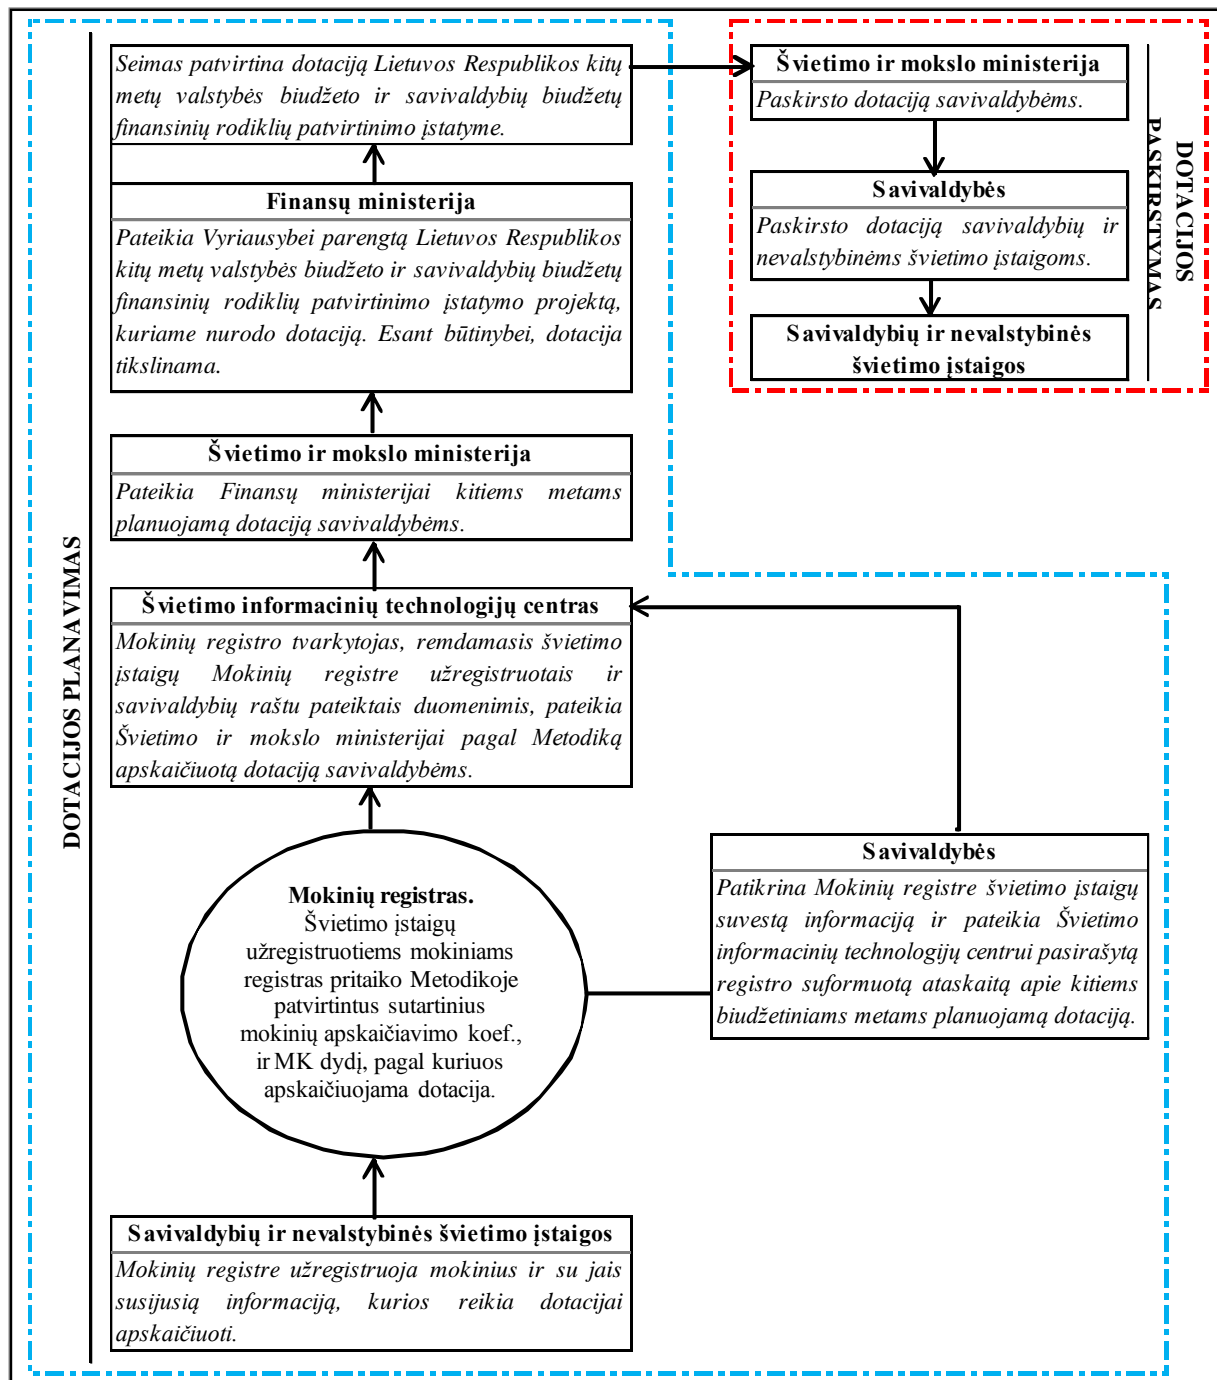 Seimas patvirtina dotaciją Lietuvos Respublikos kitų
metų valstybės biudžeto ir savivaldybių biudžetų
finansinių rodiklių patvirtinimo įstatyme.
Finansų ministerija
Pateikia Vyriausybei parengtą Lietuvos Respublikos
kitų metų valstybės biudžeto ir savivaldybių biudžetų
finansinių rodiklių patvirtinimo įstatymo projektą,
kuriame nurodo dotaciją. Esant būtinybei, dotacija
tikslinama.
Švietimo ir mokslo ministerija
Pateikia Finansų ministerijai kitiems metams
planuojamą dotaciją savivaldybėms.
Švietimo informacinių technologijų centras
Mokinių registro tvarkytojas, remdamasis švietimo
įstaigų Mokinių registre užregistruotais ir
savivaldybių raštu pateiktais duomenimis, pateikia
Švietimo ir mokslo ministerijai pagal Metodiką
apskaičiuotą dotaciją savivaldybėms.
Mokinių registras.
Švietimo įstaigų
užregistruotiems mokiniams
registras pritaiko Metodikoje
patvirtintus sutartinius
mokinių apskaičiavimo koef.,
ir MK dydį, pagal kuriuos
apskaičiuojama dotacija.
Savivaldybių ir nevalstybinės švietimo įstaigos
Mokinių registre užregistruoja mokinius ir su jais
susijusią informaciją, kurios reikia dotacijai
apskaičiuoti.
DOTACIJOS PLANAVIMAS
Savivaldybės
Patikrina Mokinių registre švietimo įstaigų
suvestą informaciją ir pateikia Švietimo
informacinių technologijų centrui pasirašytą
registro suformuotą ataskaitą apie kitiems
biudžetiniams metams planuojamą dotaciją.
Švietimo ir mokslo ministerija
Paskirsto dotaciją savivaldybėms.
Savivaldybės
Paskirsto dotaciją savivaldybių ir
nevalstybinėms švietimo įstaigoms.
Savivaldybių ir nevalstybinės
švietimo įstaigos
DOTACIJOS
PASKIRSTYMAS